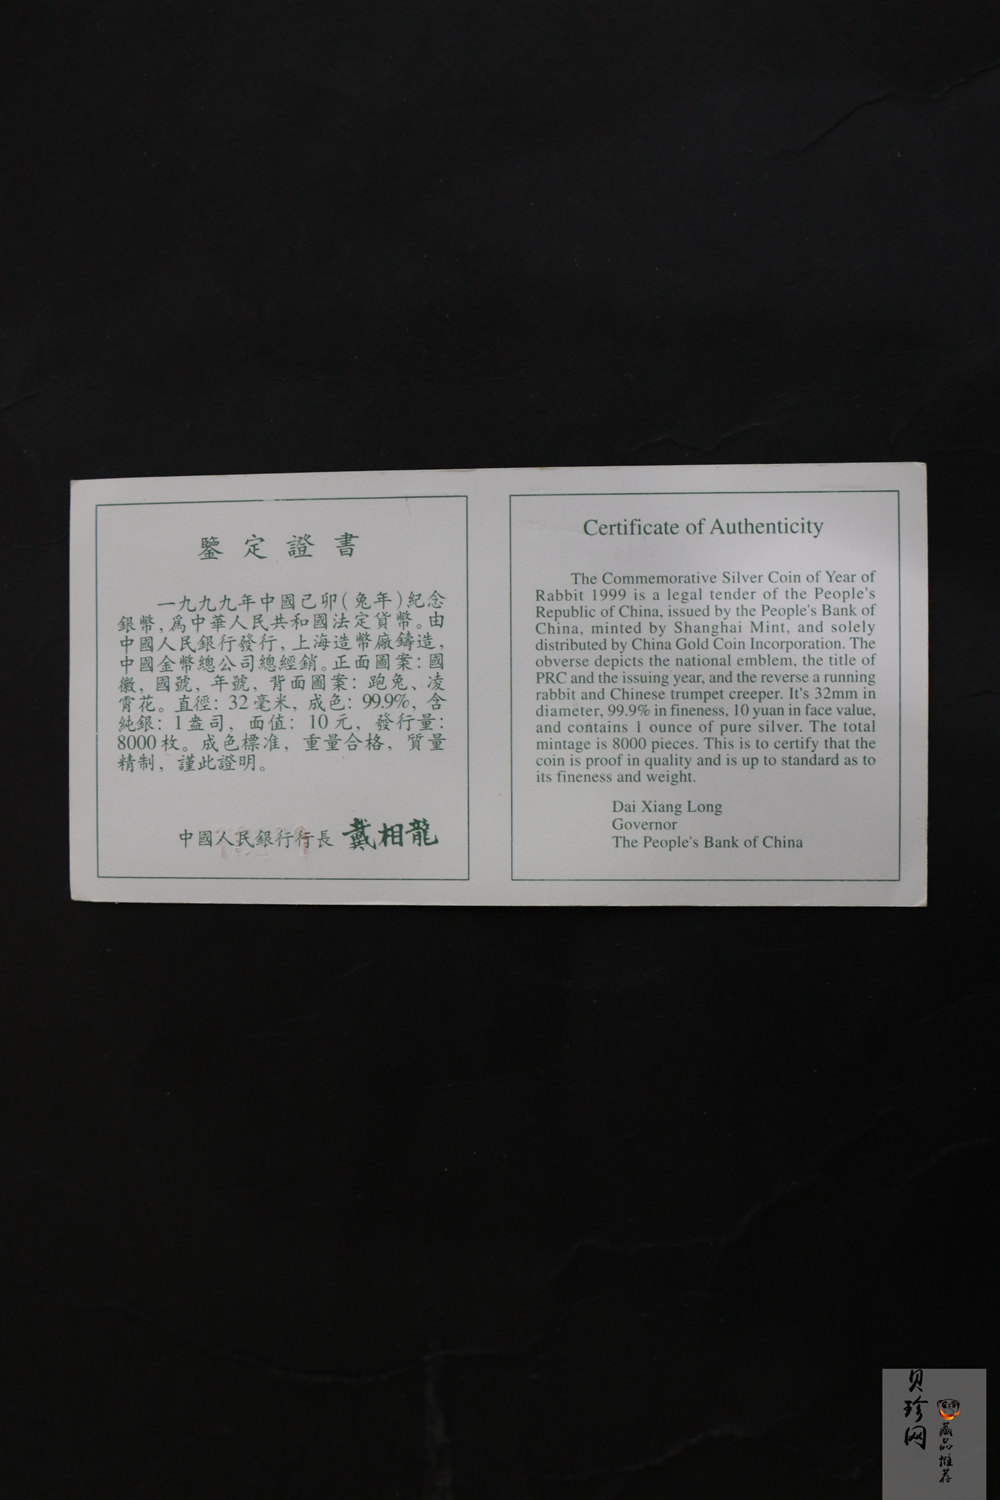 鑒定證書
一九九九年中國己卯(兔年)紀念
銀幣,爲中華人民共和國法定貨幣。由
中國人民銀行發行,上海造幣廠鑄造,
中國金幣總公司總經銷。正面圖案:國
徽,國號,年號,背面圖案:跑兔、凌
霄花。直徑:32毫米,成色:99.9%,含
純銀:1盎司,面值:10元,發行量:
8000枚。成色標准,重量合格,質量
精制,謹此證明。
中國人民銀行行長 戴相龍
Certificate of Authenticity
The Commemorative Silver Coin of Year of
Rabbit 1999 is a legal tender of the People's
Republic of China, issued by the People's Bank of
China, minted by Shanghai Mint, and solely
distributed by China Gold Coin Incorporation. The
obverse depicts the national emblem, the title of
PRC and the issuing year, and the reverse a running
rabbit and Chinese trumpet creeper. It's 32mm in
diameter, 99.9% in fineness, 10 yuan in face value,
and contains 1 ounce of pure silver. The total
mintage is 8000 pieces. This is to certify that the
coin is proof in quality and is up to standard as to
its fineness and weight.
Dai Xiang Long
Governor
The People's Bank of China
贝珍网
藏品推荐